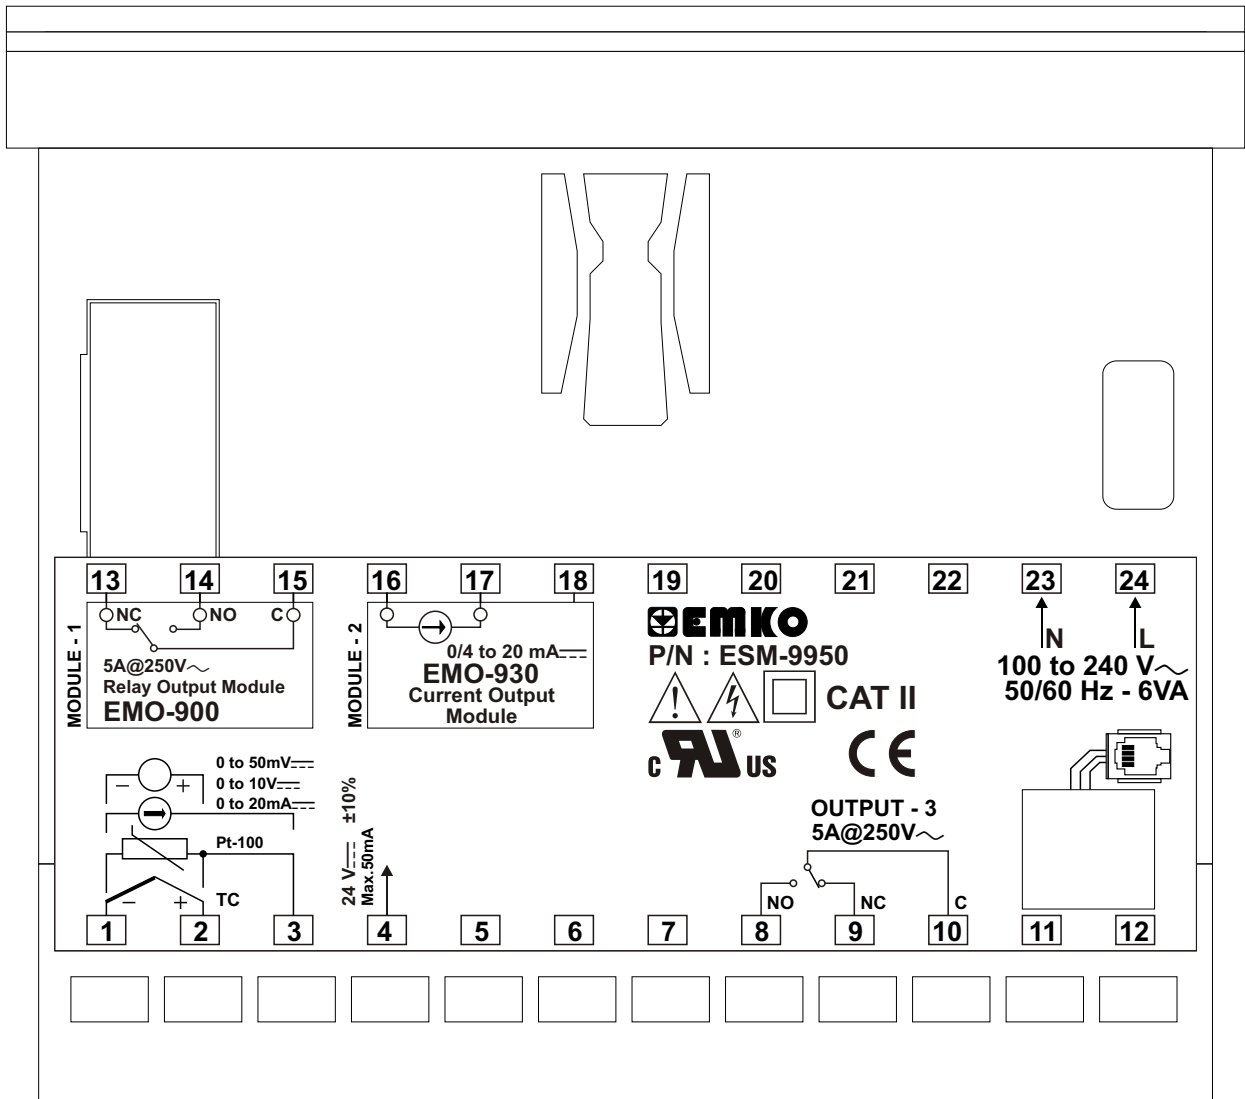 13 14 15 16 17 18 19 20 21 22 23 24
MODULE - 1
NC NO C
5A@250V～
Relay Output Module
EMO-900
MODULE - 2
0/4 to 20 mA⎓
EMO-930
Current Output
Module
EMKO
P/N : ESM-9950
CAT II
C RU ® US
CE
N L
100 to 240 V～
50/60 Hz - 6VA
0 to 50mV⎓
− +
0 to 10V⎓
0 to 20mA⎓
Pt-100
− + TC
24 V⎓ ±10%
Max.50mA
OUTPUT - 3
5A@250V～
NO NC C
1 2 3 4 5 6 7 8 9 10 11 12